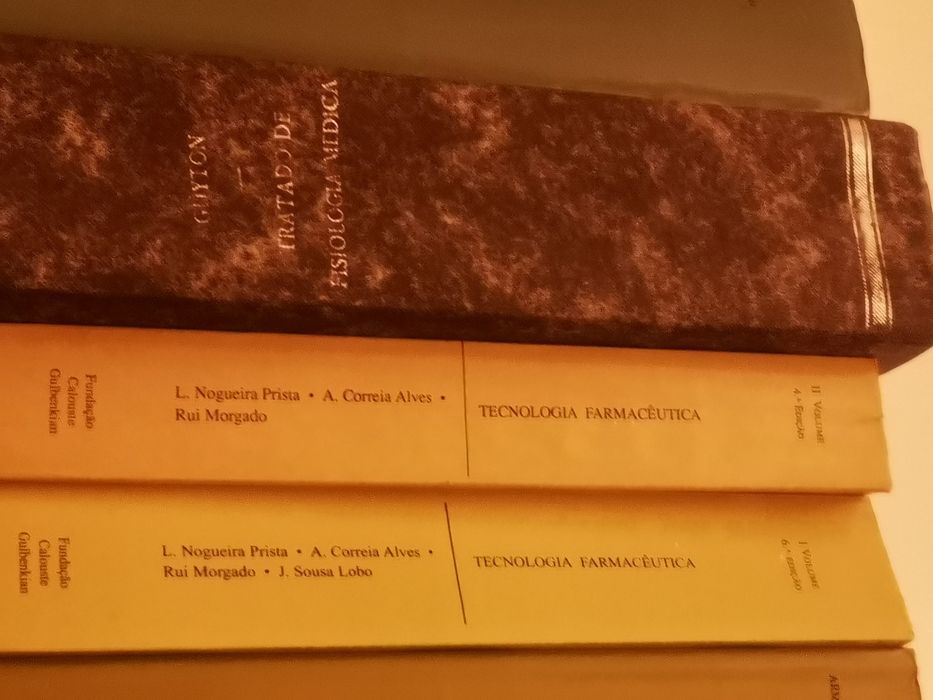 GUYTON
TRATADO DE
FISIOLOGIA MEDICA
Fundação
Calouste
Gulbenkian
L. Nogueira Prista • A. Correia Alves •
Rui Morgado
TECNOLOGIA FARMACÊUTICA
II VOLUME
4.ª EDIÇÃO
Fundação
Calouste
Gulbenkian
L. Nogueira Prista • A. Correia Alves •
Rui Morgado • J. Sousa Lobo
TECNOLOGIA FARMACÊUTICA
I VOLUME
6.ª EDIÇÃO